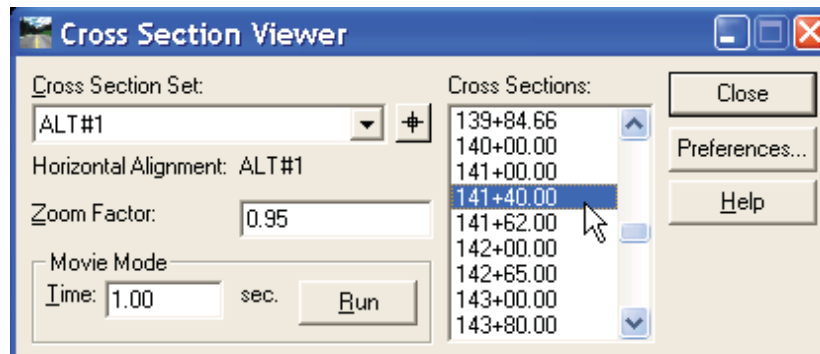 Cross Section Viewer
Cross Section Set:
ALT#1
Horizontal Alignment: ALT#1
Zoom Factor: 0.95
Movie Mode
Time: 1.00 sec. Run
Cross Sections:
139+84.66
140+00.00
141+00.00
141+40.00
141+62.00
142+00.00
142+65.00
143+00.00
143+80.00
Close
Preferences...
Help